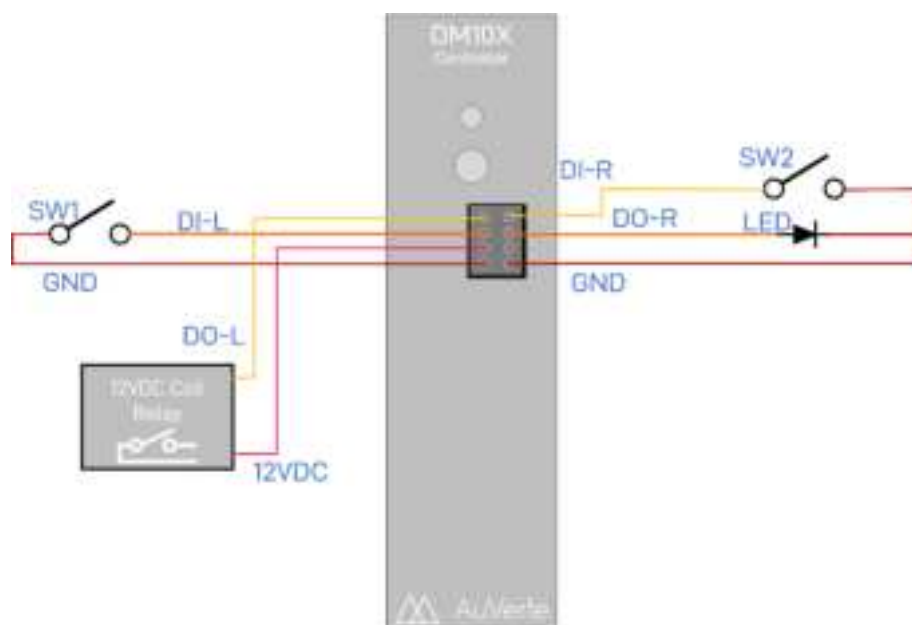 DM10X
Controller
DI-R
SW2
SW1
DI-L
DO-R
LED
GND
GND
DO-L
12VDC Coil
Relay
12VDC
AuVerte